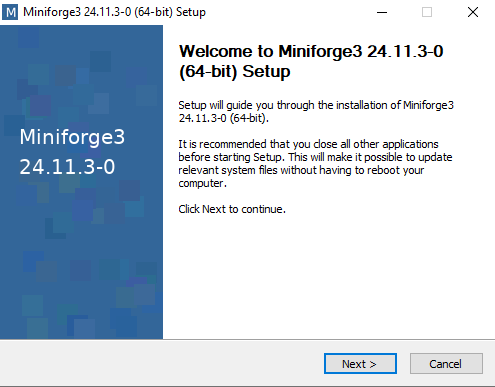 M Miniforge3 24.11.3-0 (64-bit) Setup
Miniforge3
24.11.3-0
Welcome to Miniforge3 24.11.3-0
(64-bit) Setup
Setup will guide you through the installation of Miniforge3
24.11.3-0 (64-bit).
It is recommended that you close all other applications
before starting Setup. This will make it possible to update
relevant system files without having to reboot your
computer.
Click Next to continue.
Next >
Cancel